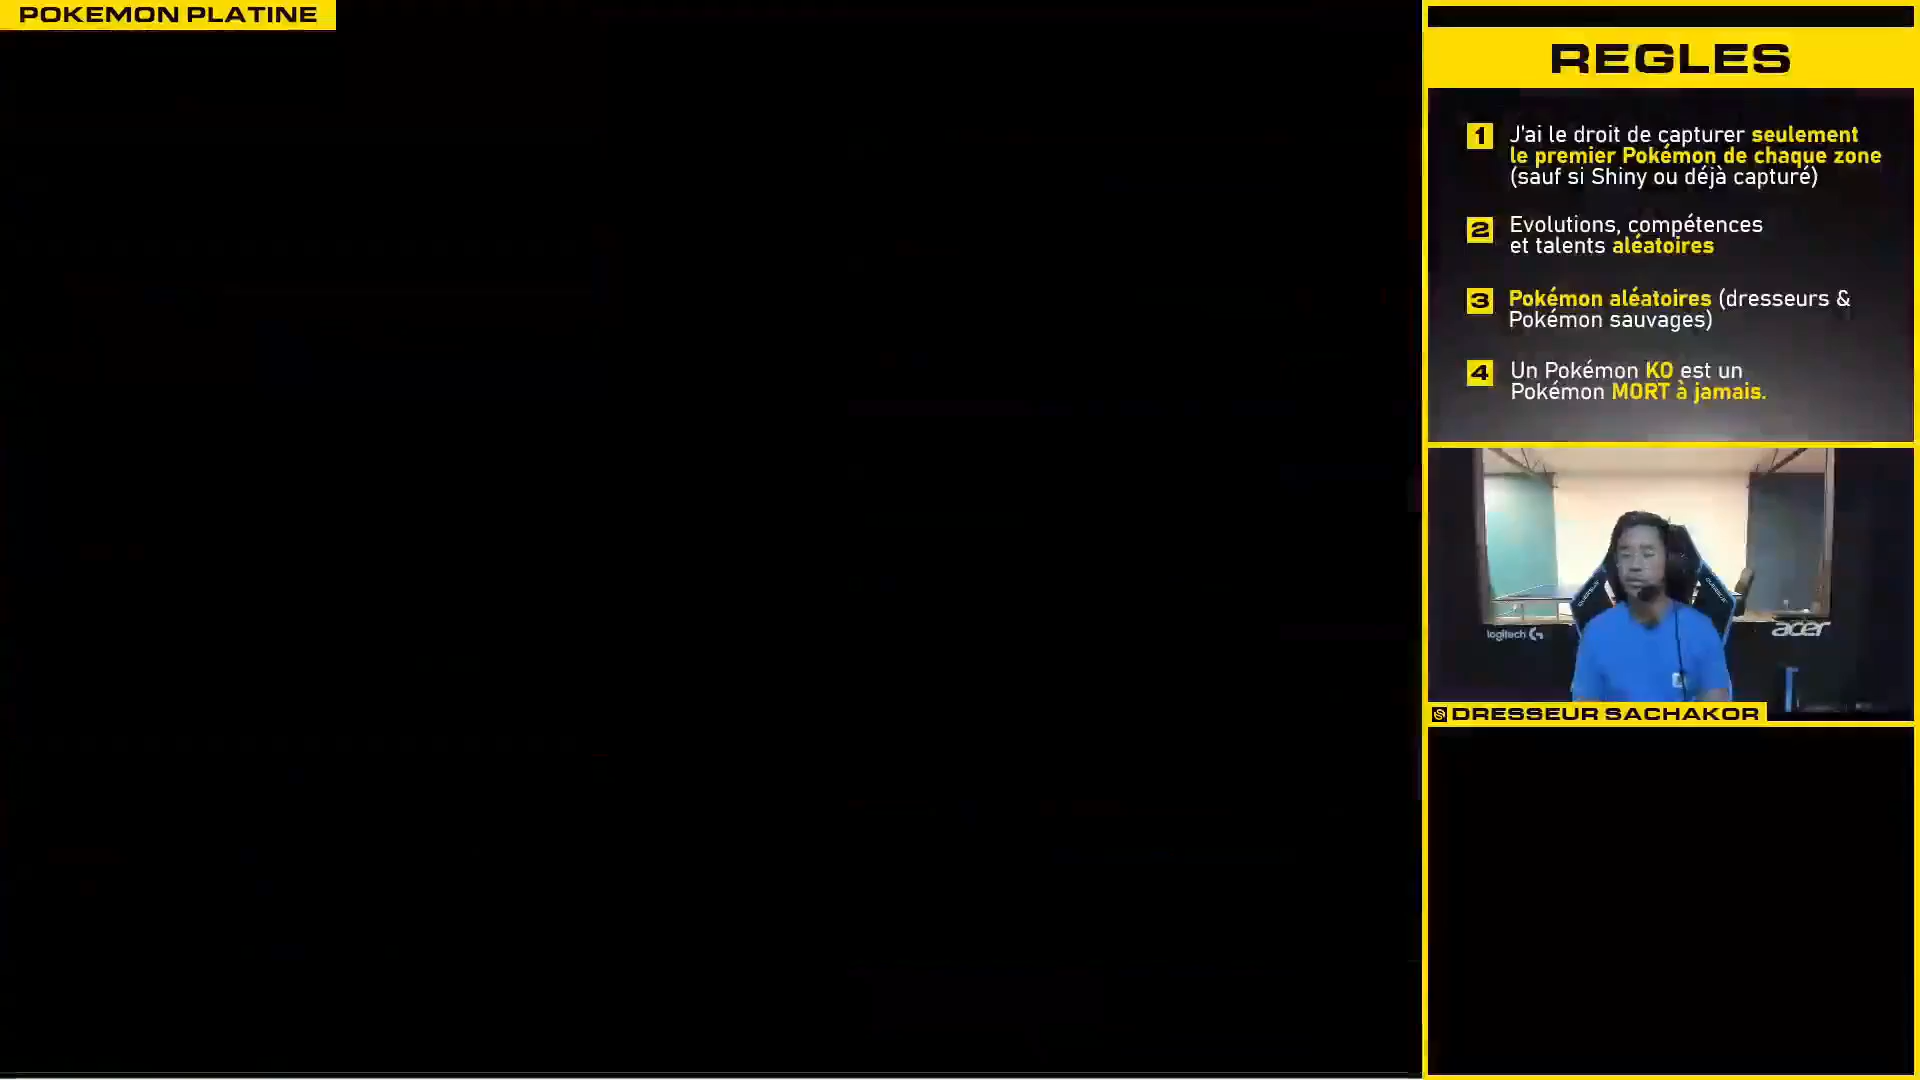 POKEMON PLATINE
REGLES
1 J'ai le droit de capturer seulement
le premier Pokémon de chaque zone
(sauf si Shiny ou déjà capturé)
2 Evolutions, compétences
et talents aléatoires
3 Pokémon aléatoires (dresseurs &
Pokémon sauvages)
4 Un Pokémon KO est un
Pokémon MORT à jamais.
logitech G
acer
DRESSEUR SACHAKOR